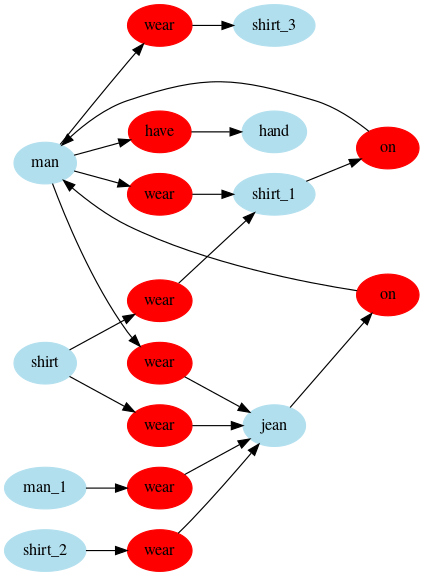 wear
shirt_3
have
hand
on
man
wear
shirt_1
wear
on
shirt
wear
wear
jean
man_1
wear
shirt_2
wear